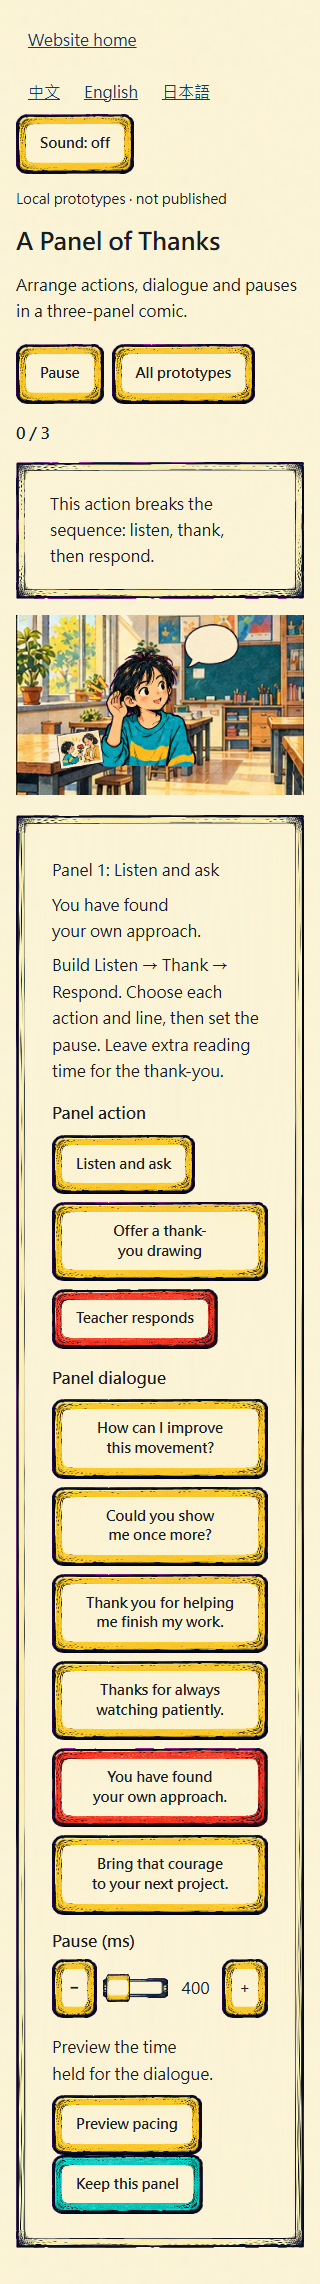 Website home
中文 English 日本語
Sound: off
Local prototypes · not published
A Panel of Thanks
Arrange actions, dialogue and pauses
in a three-panel comic.
Pause
All prototypes
0 / 3
This action breaks the
sequence: listen, thank,
then respond.
Panel 1: Listen and ask
You have found
your own approach.
Build Listen → Thank →
Respond. Choose each
action and line, then set the
pause. Leave extra reading
time for the thank-you.
Panel action
Listen and ask
Offer a thank-
you drawing
Teacher responds
Panel dialogue
How can I improve
this movement?
Could you show
me once more?
Thank you for helping
me finish my work.
Thanks for always
watching patiently.
You have found
your own approach.
Bring that courage
to your next project.
Pause (ms)
− 400 +
Preview the time
held for the dialogue.
Preview pacing
Keep this panel